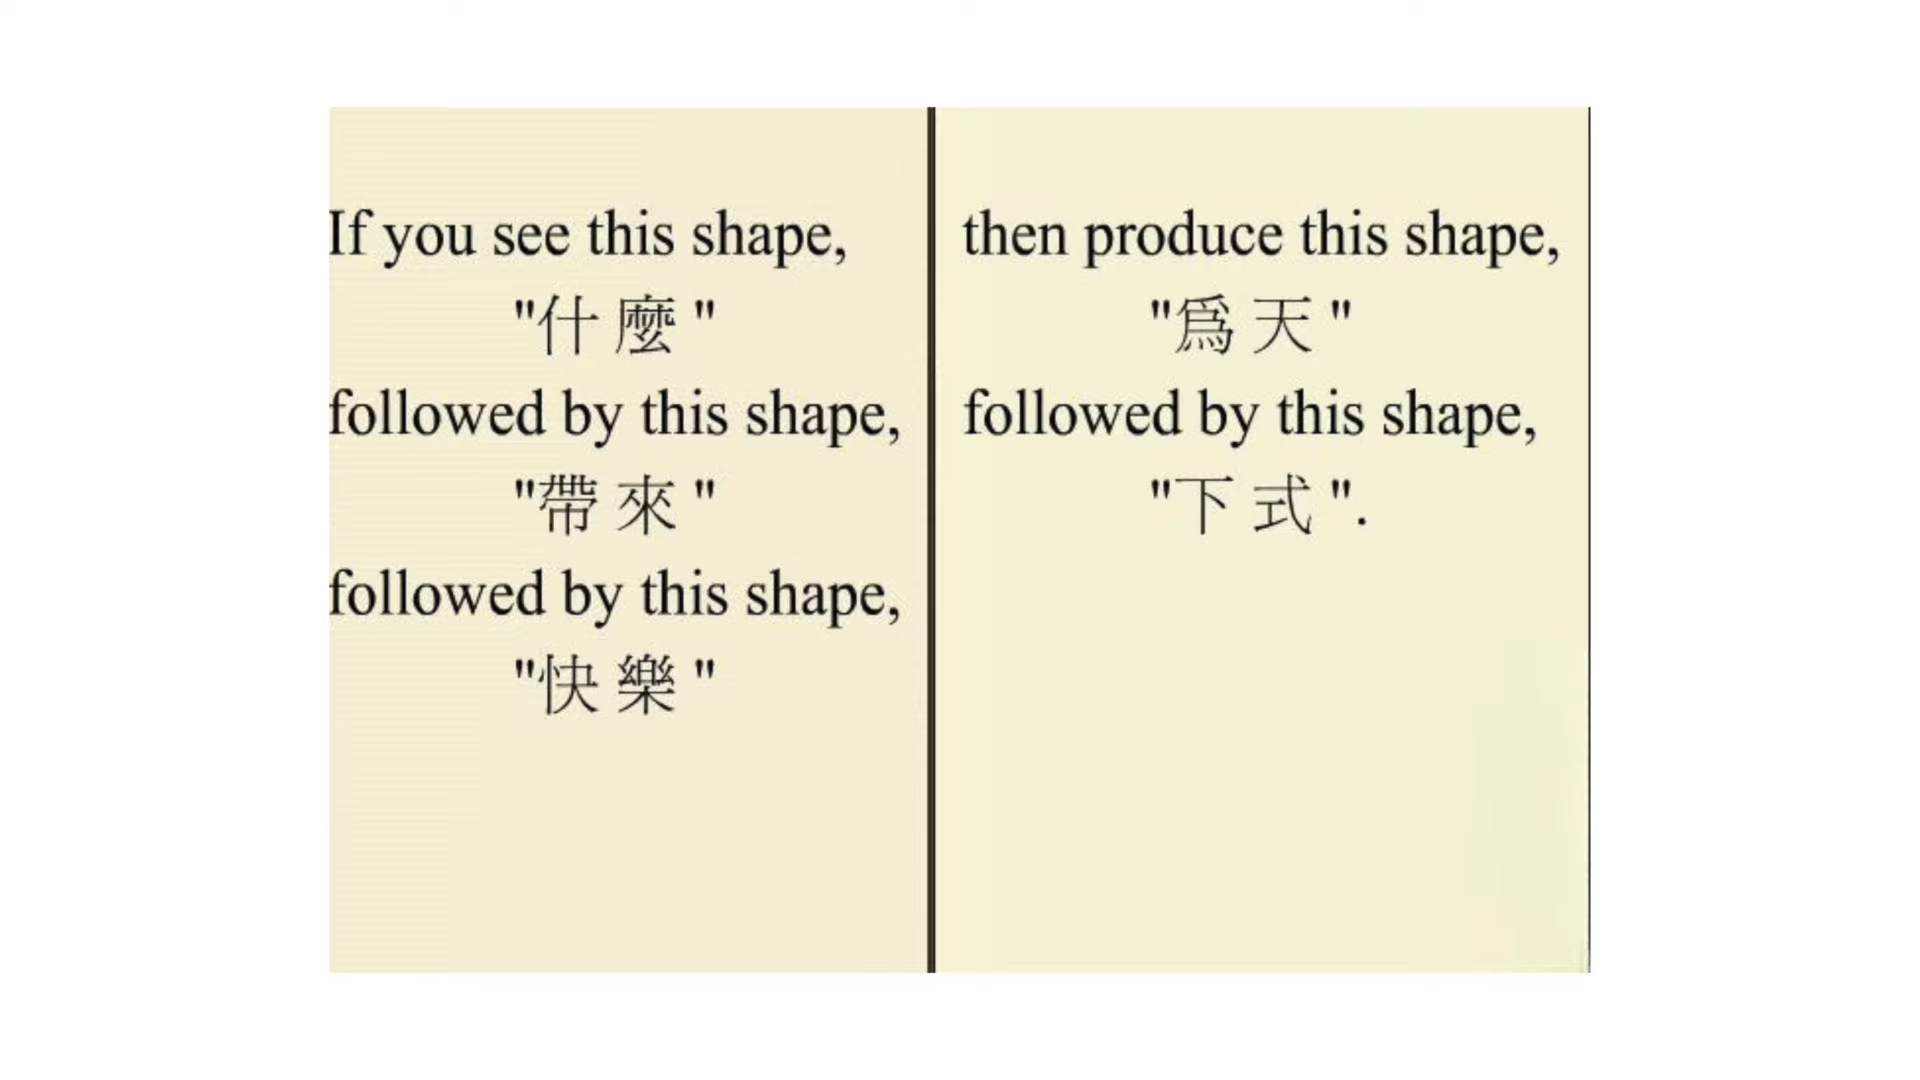 If you see this shape,
"什 麼 "
followed by this shape,
"帶 來 "
followed by this shape,
"快 樂 "
then produce this shape,
"爲 天 "
followed by this shape,
"下 式 ".